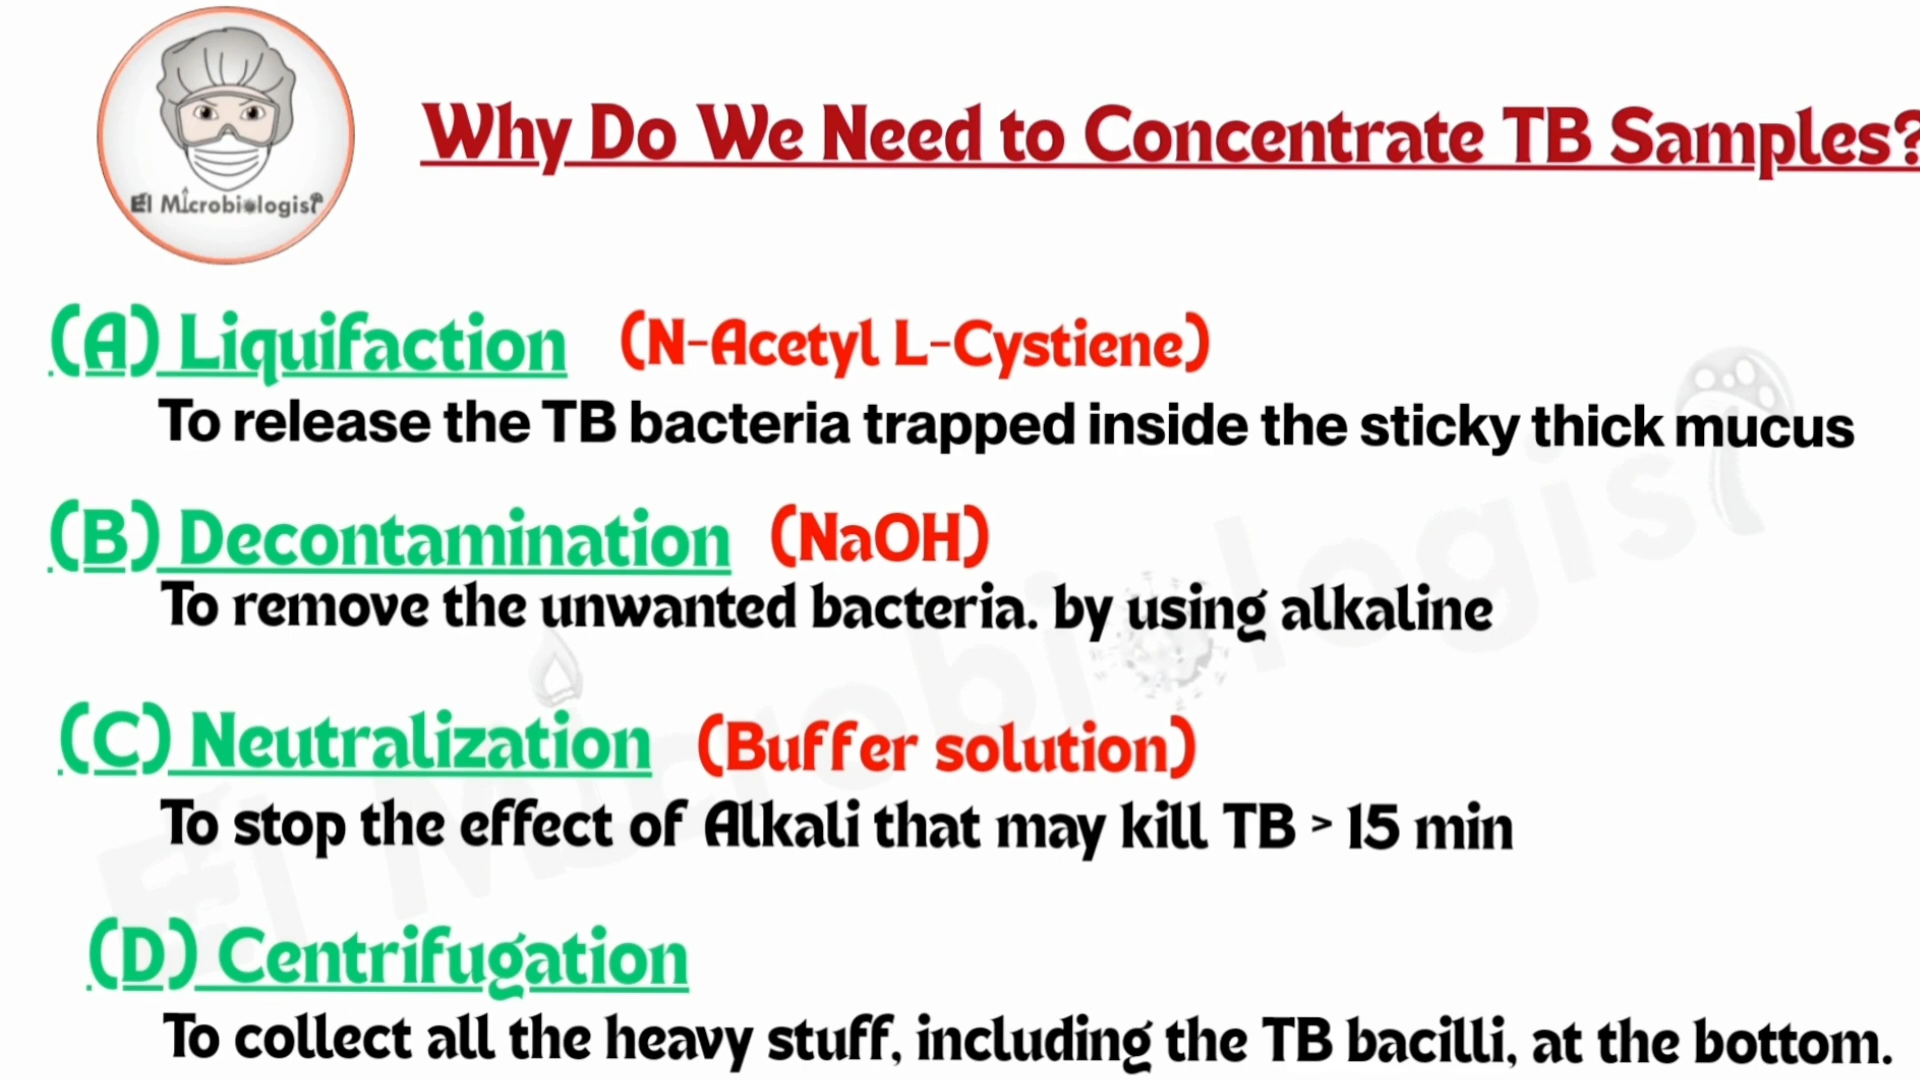 El Microbiologist
Why Do We Need to Concentrate TB Samples?
(A) Liquifaction (N-Acetyl L-Cystiene)
To release the TB bacteria trapped inside the sticky thick mucus
(B) Decontamination (NaOH)
To remove the unwanted bacteria. by using alkaline
(C) Neutralization (Buffer solution)
To stop the effect of Alkali that may kill TB > 15 min
(D) Centrifugation
To collect all the heavy stuff, including the TB bacilli, at the bottom.
El Microbiologist